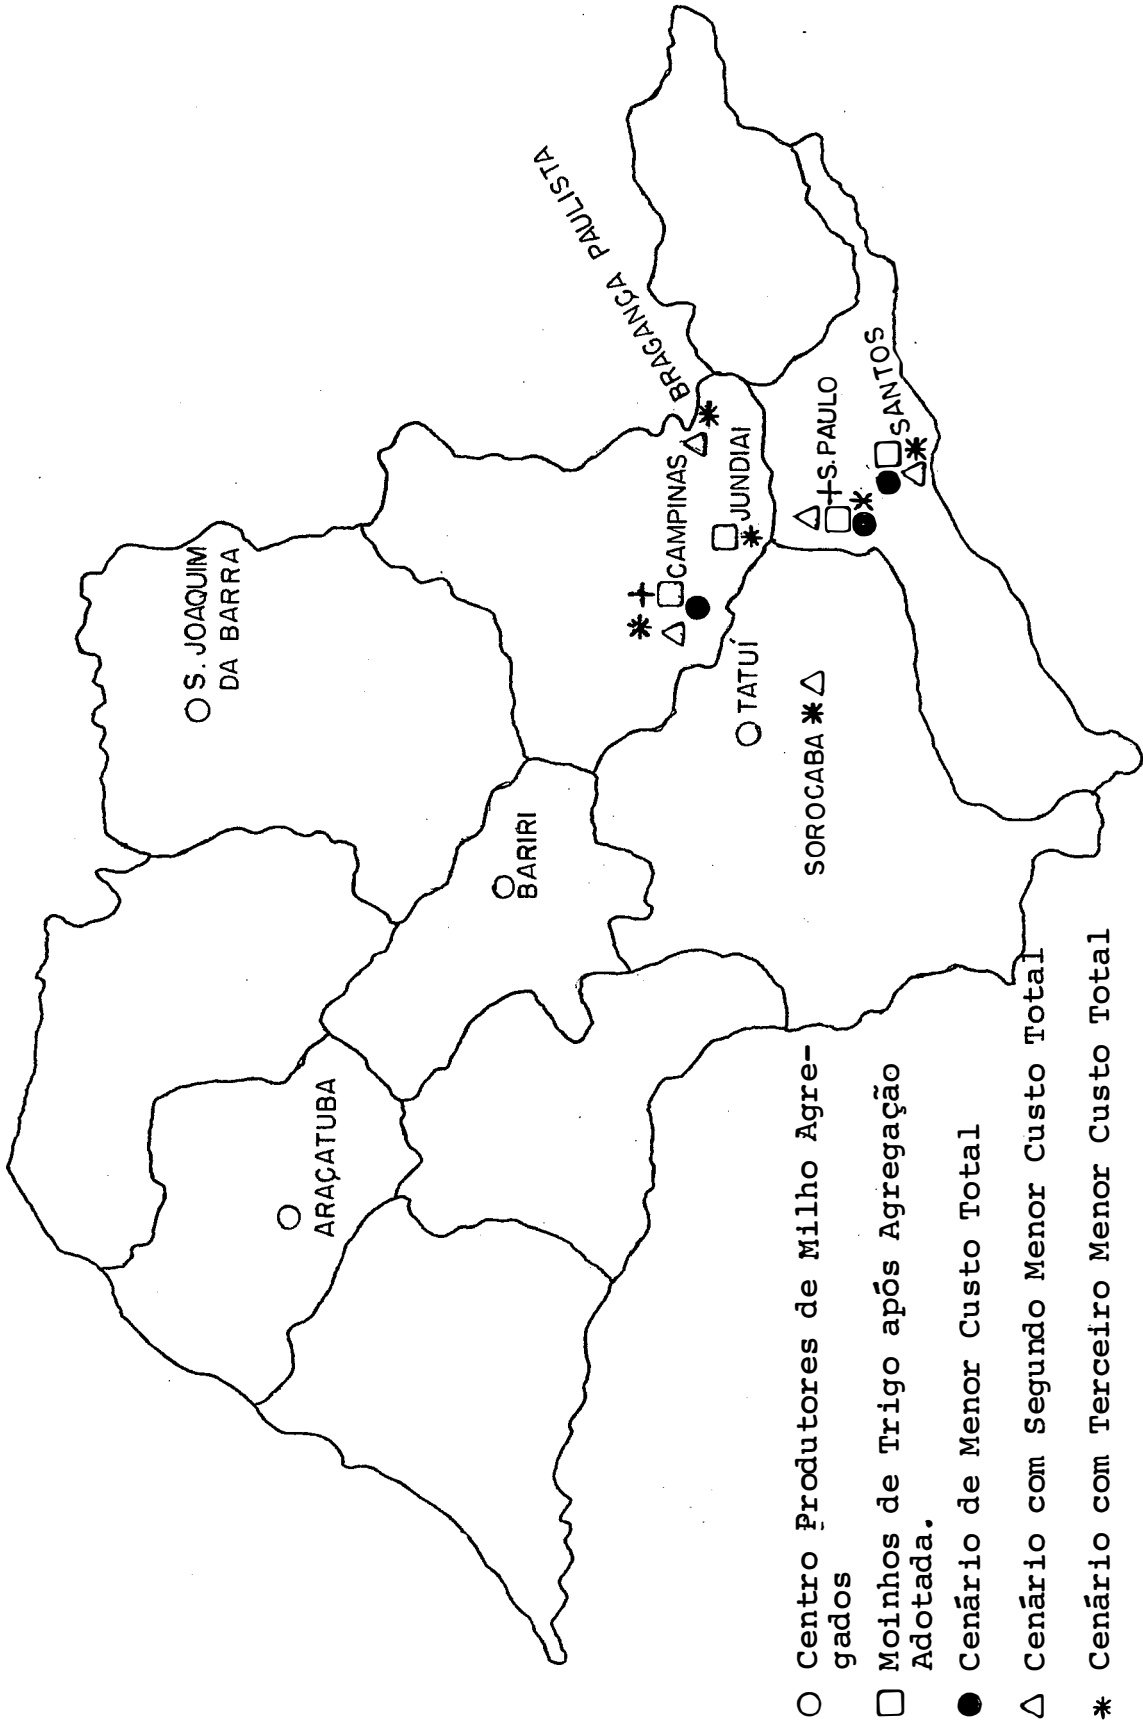 S. JOAQUIM
DA BARRA
ARAÇATUBA
BARIRI
BRAGANÇA PAULISTA
CAMPINAS
JUNDIAI
TATUÍ
S. PAULO
SOROCABA
SANTOS
Centro Produtores de Milho Agre-
gados
Moinhos de Trigo após Agregação
Adotada.
Cenário de Menor Custo Total
Cenário com Segundo Menor Custo Total
Cenário com Terceiro Menor Custo Total